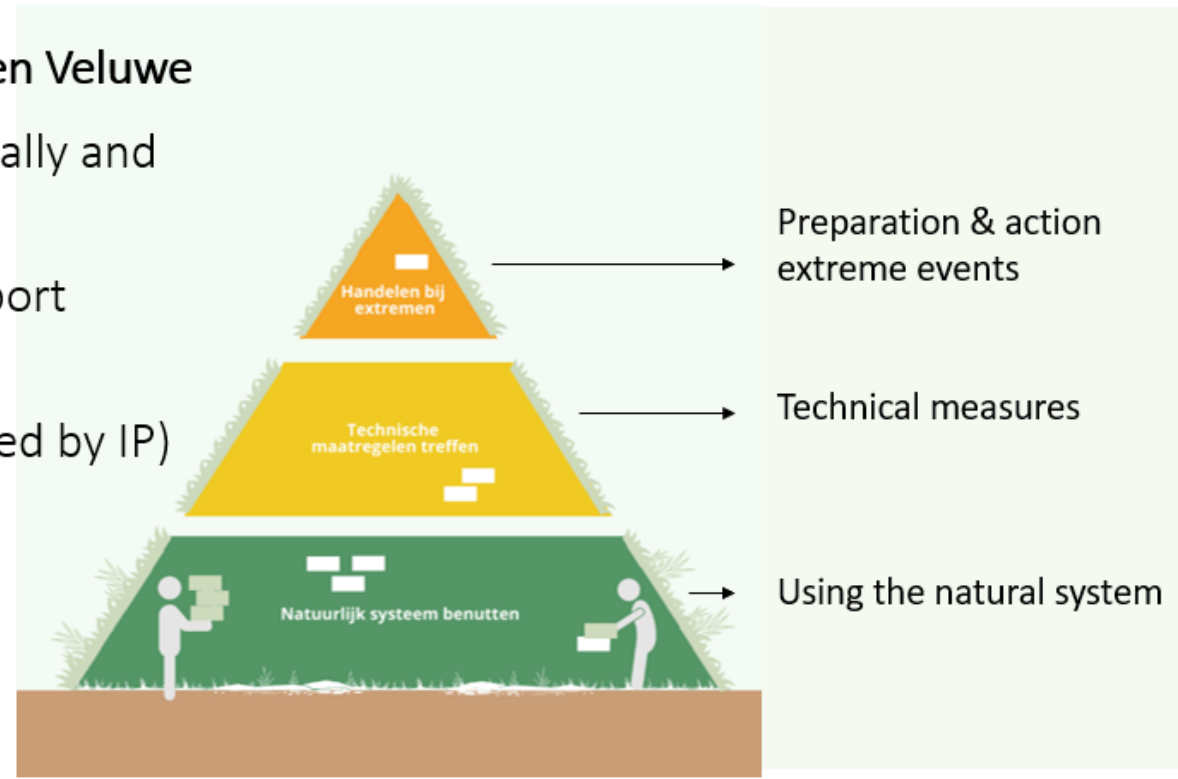 en Veluwe
ally and
port
ed by IP)
Handelen bij
extremen
Technische
maatregelen treffen
Natuurlijk systeem benutten
Preparation & action
extreme events
Technical measures
Using the natural system